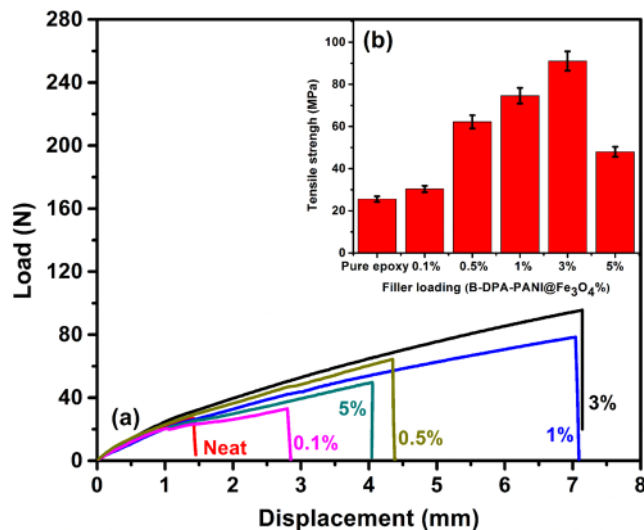 280
240
200
160
120
80
40
0
Load (N)
0 1 2 3 4 5 6 7 8
Displacement (mm)
(a)
Neat
0.1%
5%
0.5%
1%
3%
(b)
100
80
60
40
20
0
Tensile strengh (MPa)
Pure epoxy 0.1% 0.5% 1% 3% 5%
Filler loading (B-DPA-PANI@Fe₃O₄%)